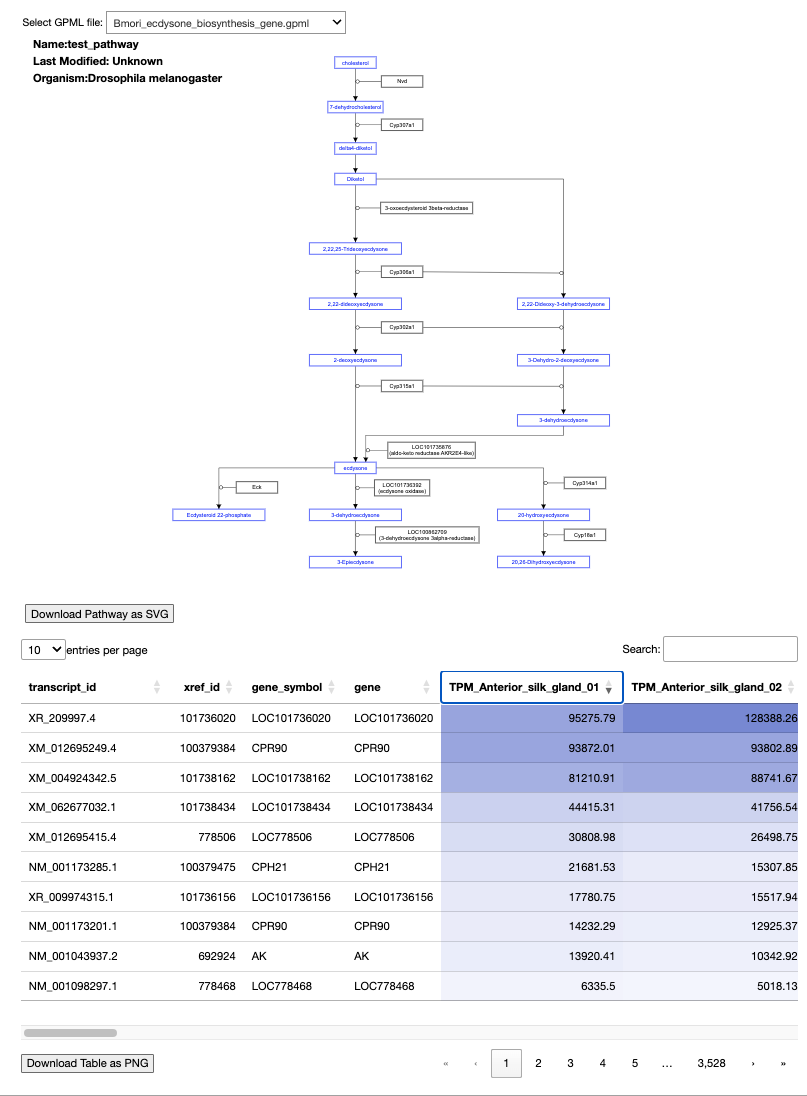 Select GPML file: Bmori_ecdysone_biosynthesis_gene.gpml
Name:test_pathway
Last Modified: Unknown
Organism:Drosophila melanogaster
cholesterol
Nvd
7-dehydrocholesterol
Cyp307a1
delta4-diketol
Diketol
3-oxoecdysteroid 3beta-reductase
2,22,25-Trideoxyecdysone
Cyp306a1
2,22-dideoxyecdysone
2,22-Dideoxy-3-dehydroecdysone
Cyp302a1
2-deoxyecdysone
3-Dehydro-2-deoxyecdysone
Cyp315a1
3-dehydroecdysone
LOC101735876
(aldo-keto reductase AKR2E4-like)
ecdysone
Eck
LOC101736392
(ecdysone oxidase)
Cyp314a1
Ecdysteroid 22-phosphate
3-dehydroecdysone
20-hydroxyecdysone
LOC100862709
(3-dehydroecdysone 3alpha-reductase)
Cyp18a1
3-Epiecdysone
20,26-Dihydroxyecdysone
Download Pathway as SVG
10 entries per page
Search:
transcript_id xref_id gene_symbol gene TPM_Anterior_silk_gland_01 TPM_Anterior_silk_gland_02
XR_209997.4 101736020 LOC101736020 LOC101736020 95275.79 128388.26
XM_012695249.4 100379384 CPR90 CPR90 93872.01 93802.89
XM_004924342.5 101738162 LOC101738162 LOC101738162 81210.91 88741.67
XM_062677032.1 101738434 LOC101738434 LOC101738434 44415.31 41756.54
XM_012695415.4 778506 LOC778506 LOC778506 30808.98 26498.75
NM_001173285.1 100379475 CPH21 CPH21 21681.53 15307.85
XR_009974315.1 101736156 LOC101736156 LOC101736156 17780.75 15517.94
NM_001173201.1 100379384 CPR90 CPR90 14232.29 12925.37
NM_001043937.2 692924 AK AK 13920.41 10342.92
NM_001098297.1 778468 LOC778468 LOC778468 6335.5 5018.13
Download Table as PNG
« ‹ 1 2 3 4 5 … 3,528 › »